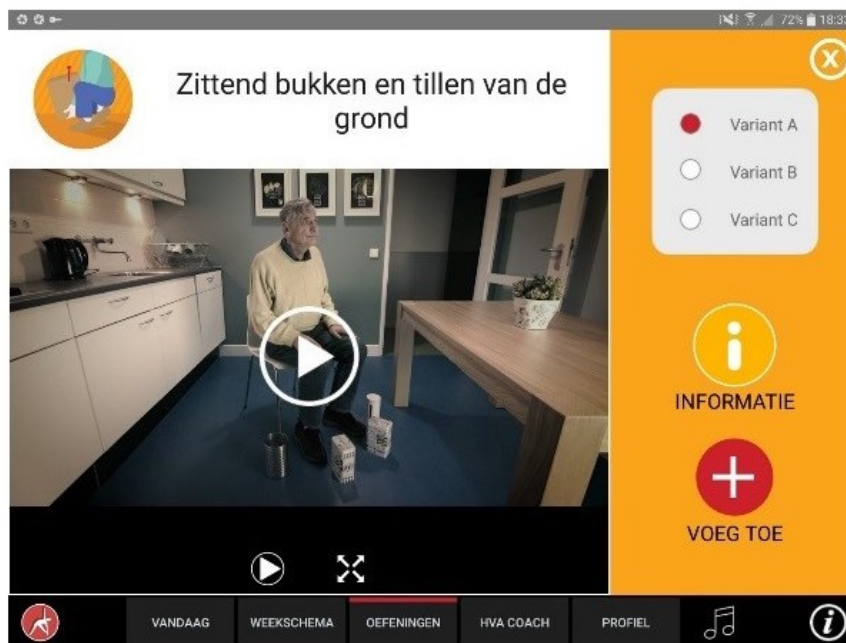 72% 18:33
Zittend bukken en tillen van de
grond
Variant A
Variant B
Variant C
INFORMATIE
VOEG TOE
VANDAAG
WEEKSCHEMA
OEFENINGEN
HVA COACH
PROFIEL